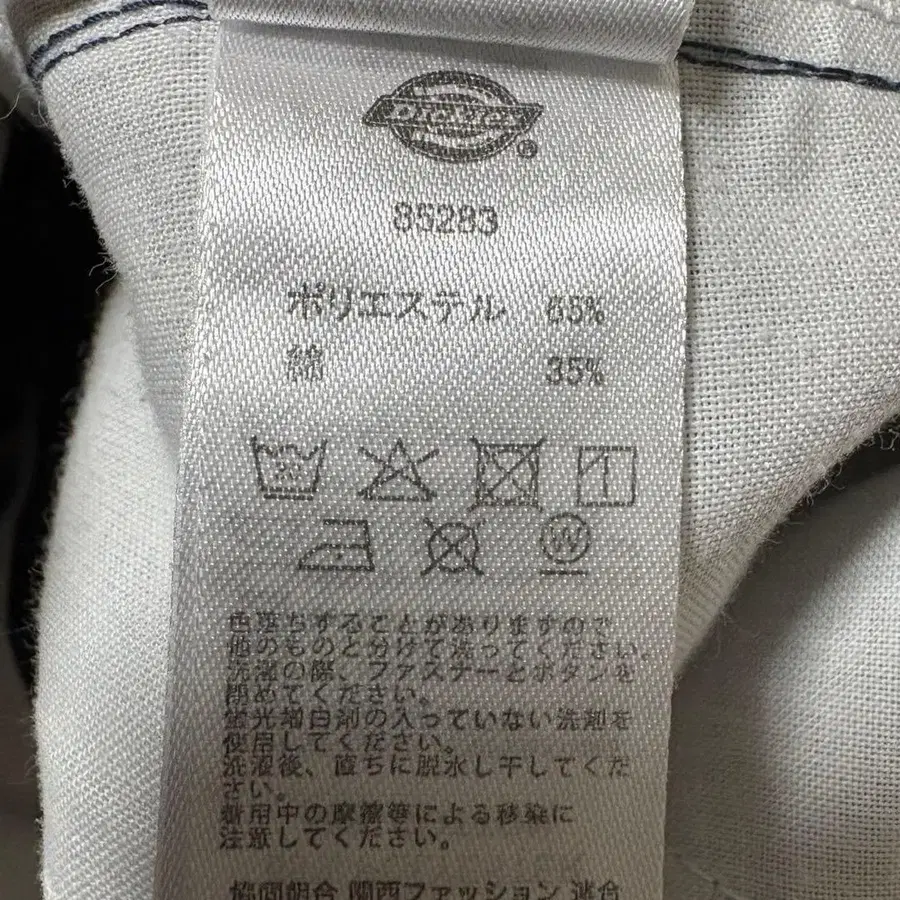 Dickies
®
85283
ポリエステル 65%
綿 35%
W
色落ちすることがありますので
他のものと分けて洗ってください。
洗濯の際、ファスナーとボタンを
閉めてください。
蛍光増白剤の入っていない洗剤を
使用してください。
洗濯後、直ちに脱水し干してくだ
さい。
着用中の摩擦等による移染に
注意してください。
協同組合 関西ファッション 連合